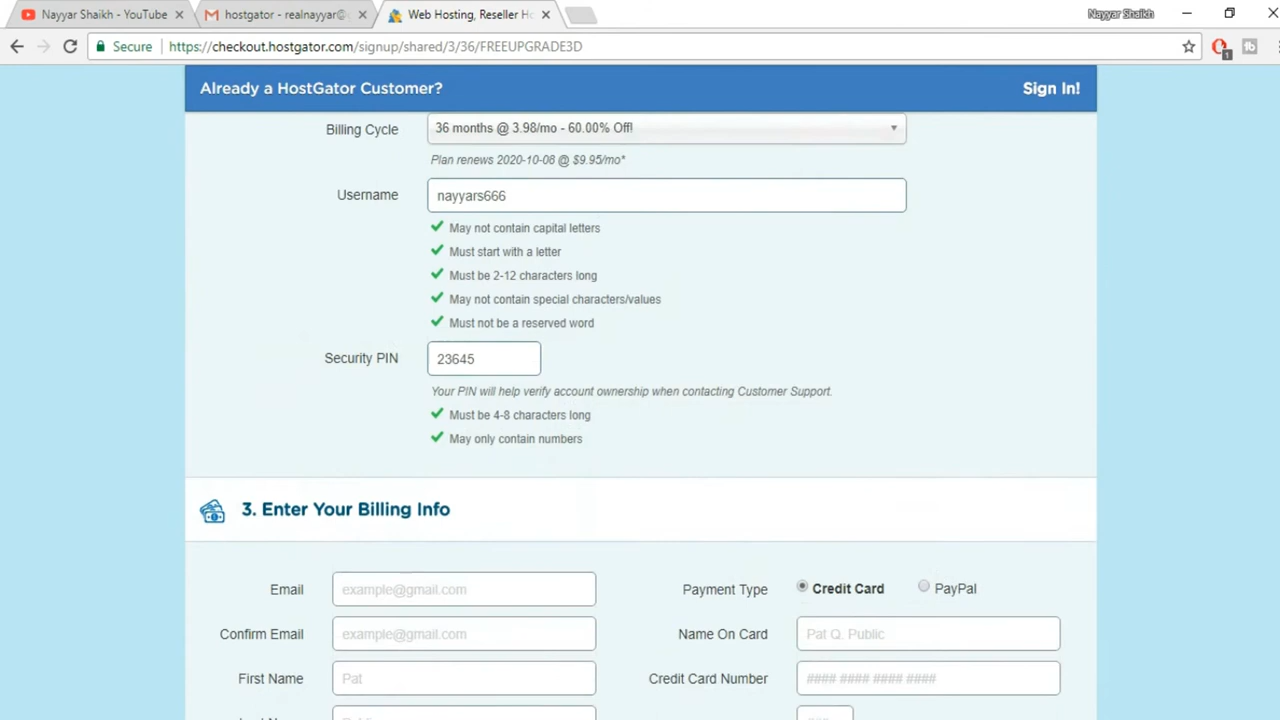 Nayyar Shaikh - YouTube
hostgator - realnayyar@
Web Hosting, Reseller Ho
Nayyar Shaikh
Secure
https://checkout.hostgator.com/signup/shared/3/36/FREEUPGRADE3D
1
Already a HostGator Customer?
Sign In!
Billing Cycle
36 months @ 3.98/mo - 60.00% Off!
Plan renews 2020-10-08 @ $9.95/mo*
Username
nayyars666
May not contain capital letters
Must start with a letter
Must be 2-12 characters long
May not contain special characters/values
Must not be a reserved word
Security PIN
23645
Your PIN will help verify account ownership when contacting Customer Support.
Must be 4-8 characters long
May only contain numbers
3. Enter Your Billing Info
Email
example@gmail.com
Payment Type
Credit Card
PayPal
Confirm Email
example@gmail.com
Name On Card
Pat Q. Public
First Name
Pat
Credit Card Number
#### #### #### ####